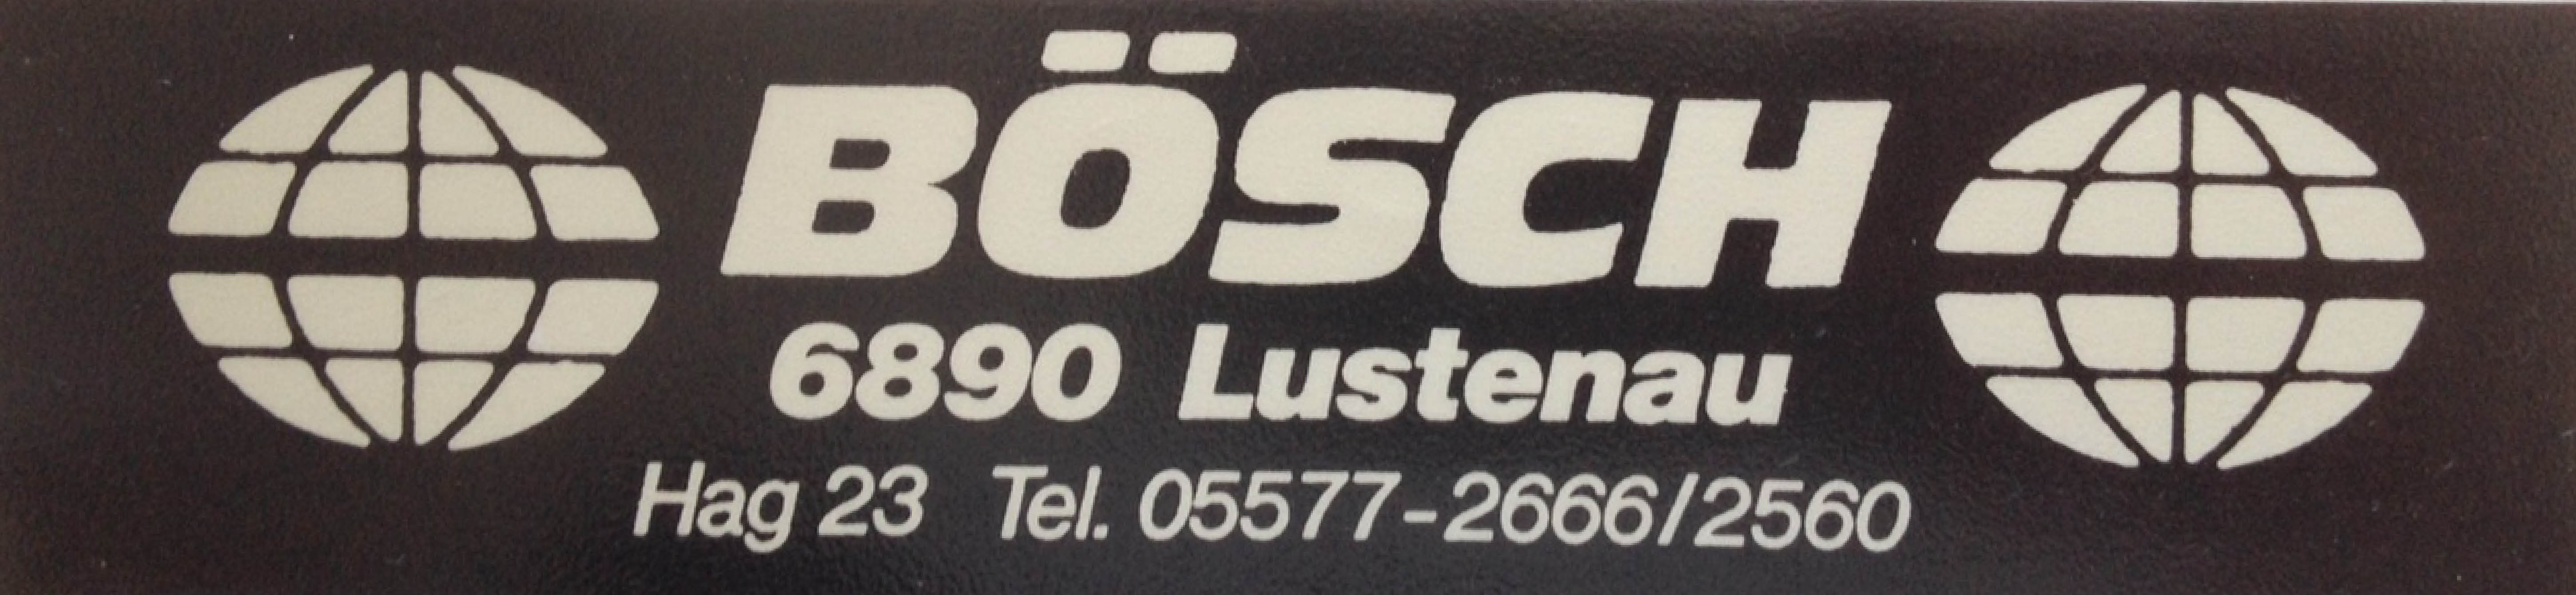 BÖSCH
6890 Lustenau
Hag 23 Tel. 05577-2666/2560